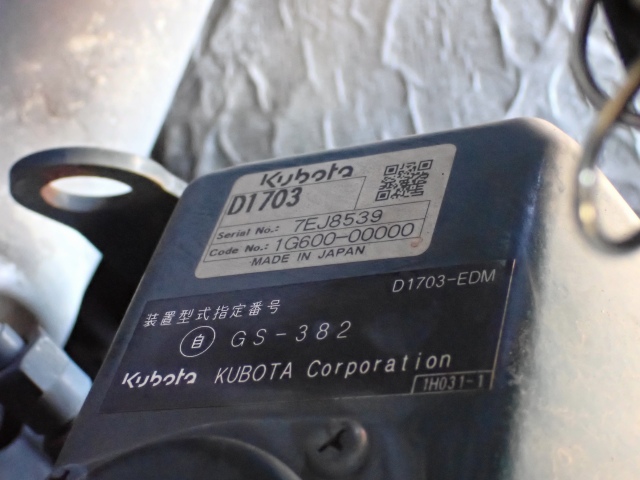 Kubota
D1703
Serial No.: 7EJ8539
Code No.: 1G600-00000
MADE IN JAPAN
D1703-EDM
装置型式指定番号
自 GS-382
Kubota KUBOTA Corporation
1H031-1